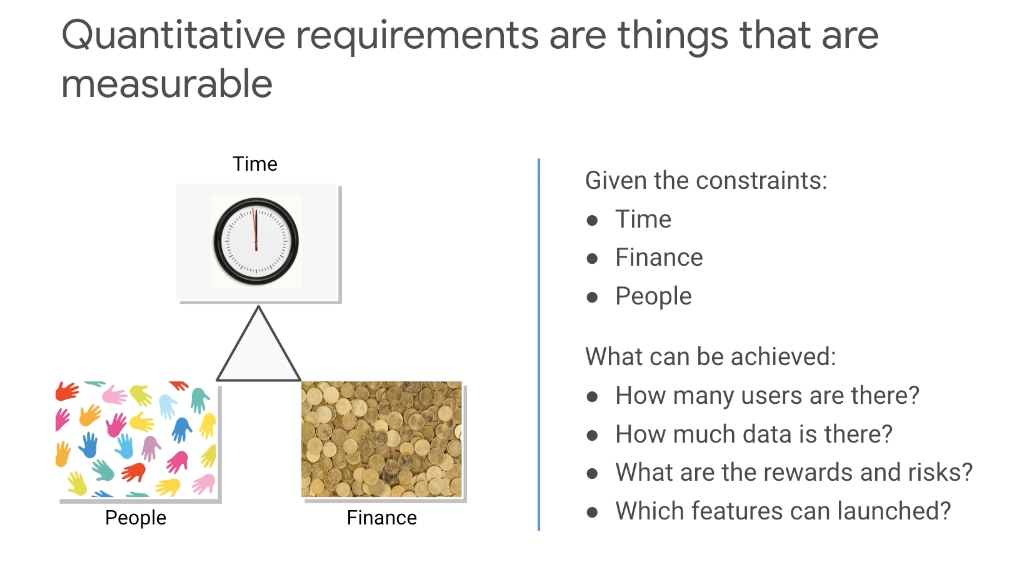 Quantitative requirements are things that are
measurable
Time
People
Finance
Given the constraints:
● Time
● Finance
● People
What can be achieved:
● How many users are there?
● How much data is there?
● What are the rewards and risks?
● Which features can launched?